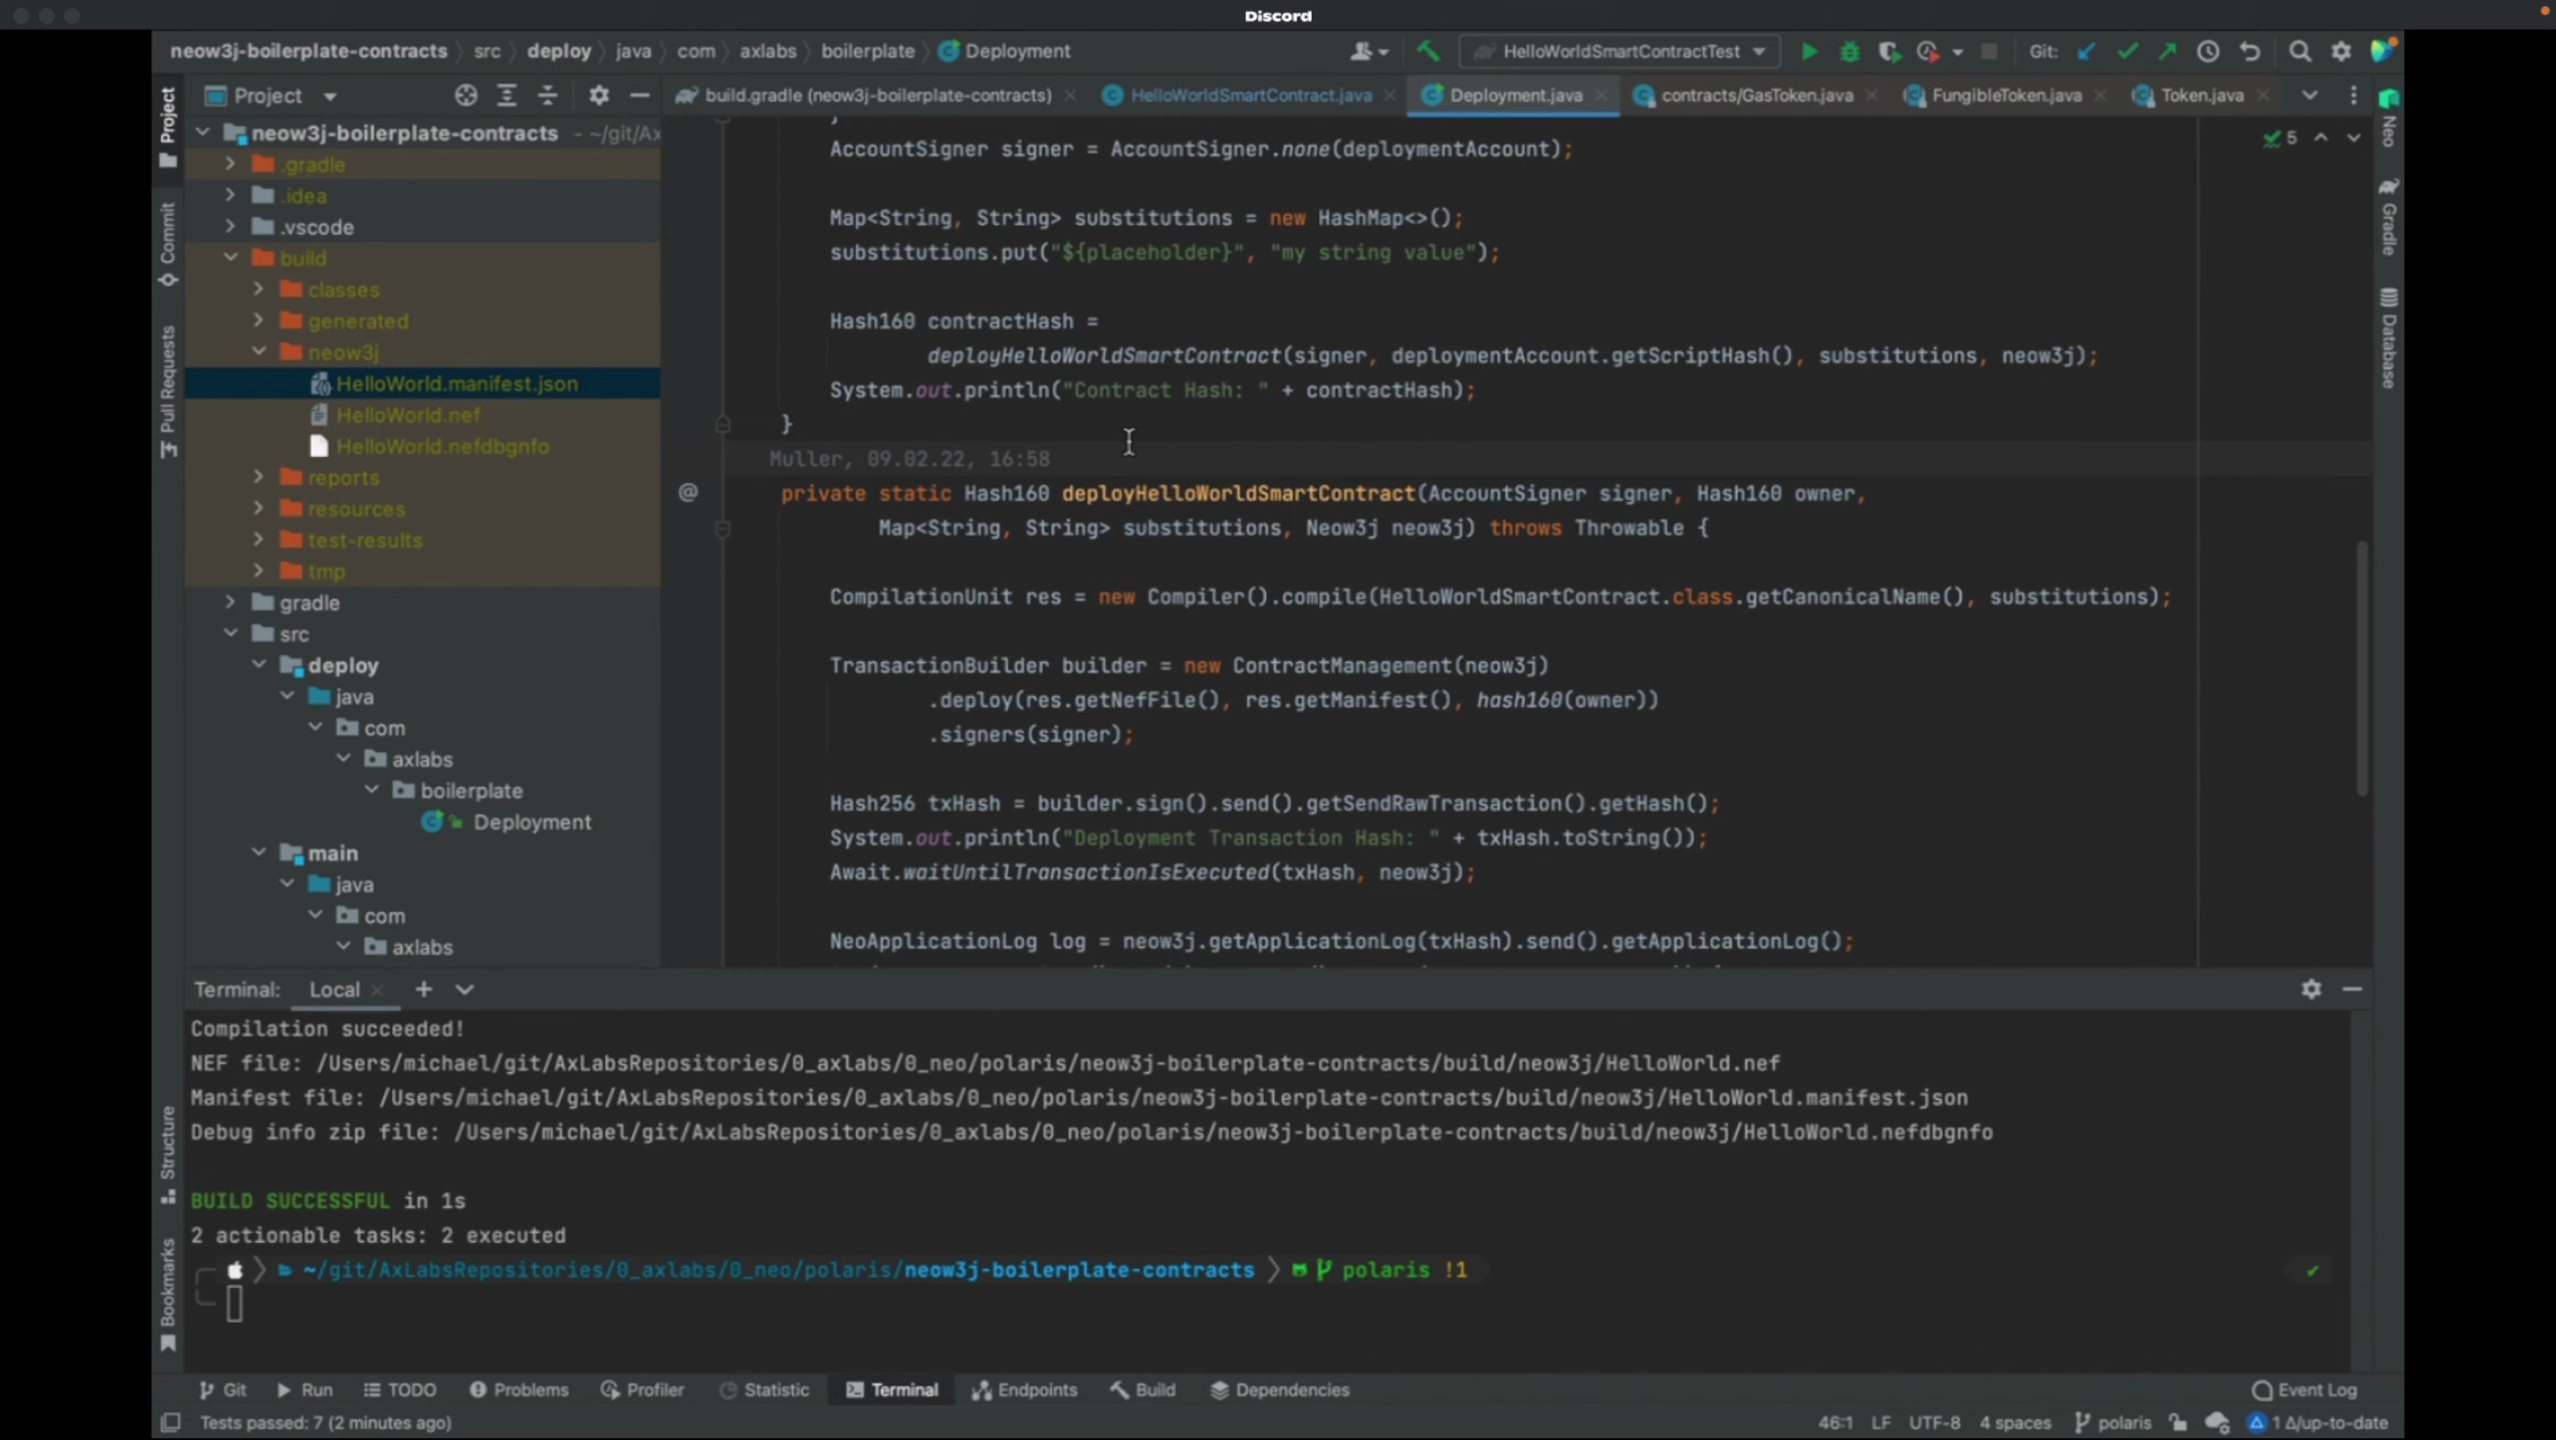 Discord
neow3j-boilerplate-contracts src deploy java com axlabs boilerplate Deployment
HelloWorldSmartContractTest
Git:
Project
build.gradle (neow3j-boilerplate-contracts)
HelloWorldSmartContract.java
Deployment.java
contracts/GasToken.java
FungibleToken.java
Token.java
Project
Commit
Pull Requests
Structure
Bookmarks
neow3j-boilerplate-contracts - ~/git/Ax
.gradle
.idea
.vscode
build
classes
generated
neow3j
HelloWorld.manifest.json
HelloWorld.nef
HelloWorld.nefdbgnfo
reports
resources
test-results
tmp
gradle
src
deploy
java
com
axlabs
boilerplate
Deployment
main
java
com
axlabs
}
AccountSigner signer = AccountSigner.none(deploymentAccount);
Map<String, String> substitutions = new HashMap<>();
substitutions.put("${placeholder}", "my string value");
Hash160 contractHash =
deployHelloWorldSmartContract(signer, deploymentAccount.getScriptHash(), substitutions, neow3j);
System.out.println("Contract Hash: " + contractHash);
}
Muller, 09.02.22, 16:58
@
private static Hash160 deployHelloWorldSmartContract(AccountSigner signer, Hash160 owner,
Map<String, String> substitutions, Neow3j neow3j) throws Throwable {
CompilationUnit res = new Compiler().compile(HelloWorldSmartContract.class.getCanonicalName(), substitutions);
TransactionBuilder builder = new ContractManagement(neow3j)
.deploy(res.getNefFile(), res.getManifest(), hash160(owner))
.signers(signer);
Hash256 txHash = builder.sign().send().getSendRawTransaction().getHash();
System.out.println("Deployment Transaction Hash: " + txHash.toString());
Await.waitUntilTransactionIsExecuted(txHash, neow3j);
NeoApplicationLog log = neow3j.getApplicationLog(txHash).send().getApplicationLog();
5
Neo
Gradle
Database
Terminal: Local
Compilation succeeded!
NEF file: /Users/michael/git/AxLabsRepositories/0_axlabs/0_neo/polaris/neow3j-boilerplate-contracts/build/neow3j/HelloWorld.nef
Manifest file: /Users/michael/git/AxLabsRepositories/0_axlabs/0_neo/polaris/neow3j-boilerplate-contracts/build/neow3j/HelloWorld.manifest.json
Debug info zip file: /Users/michael/git/AxLabsRepositories/0_axlabs/0_neo/polaris/neow3j-boilerplate-contracts/build/neow3j/HelloWorld.nefdbgnfo
BUILD SUCCESSFUL in 1s
2 actionable tasks: 2 executed
~/git/AxLabsRepositories/0_axlabs/0_neo/polaris/neow3j-boilerplate-contracts polaris !1
Git Run TODO Problems Profiler Statistic Terminal Endpoints Build Dependencies Event Log
Tests passed: 7 (2 minutes ago) 46:1 LF UTF-8 4 spaces polaris 1 Δ/up-to-date